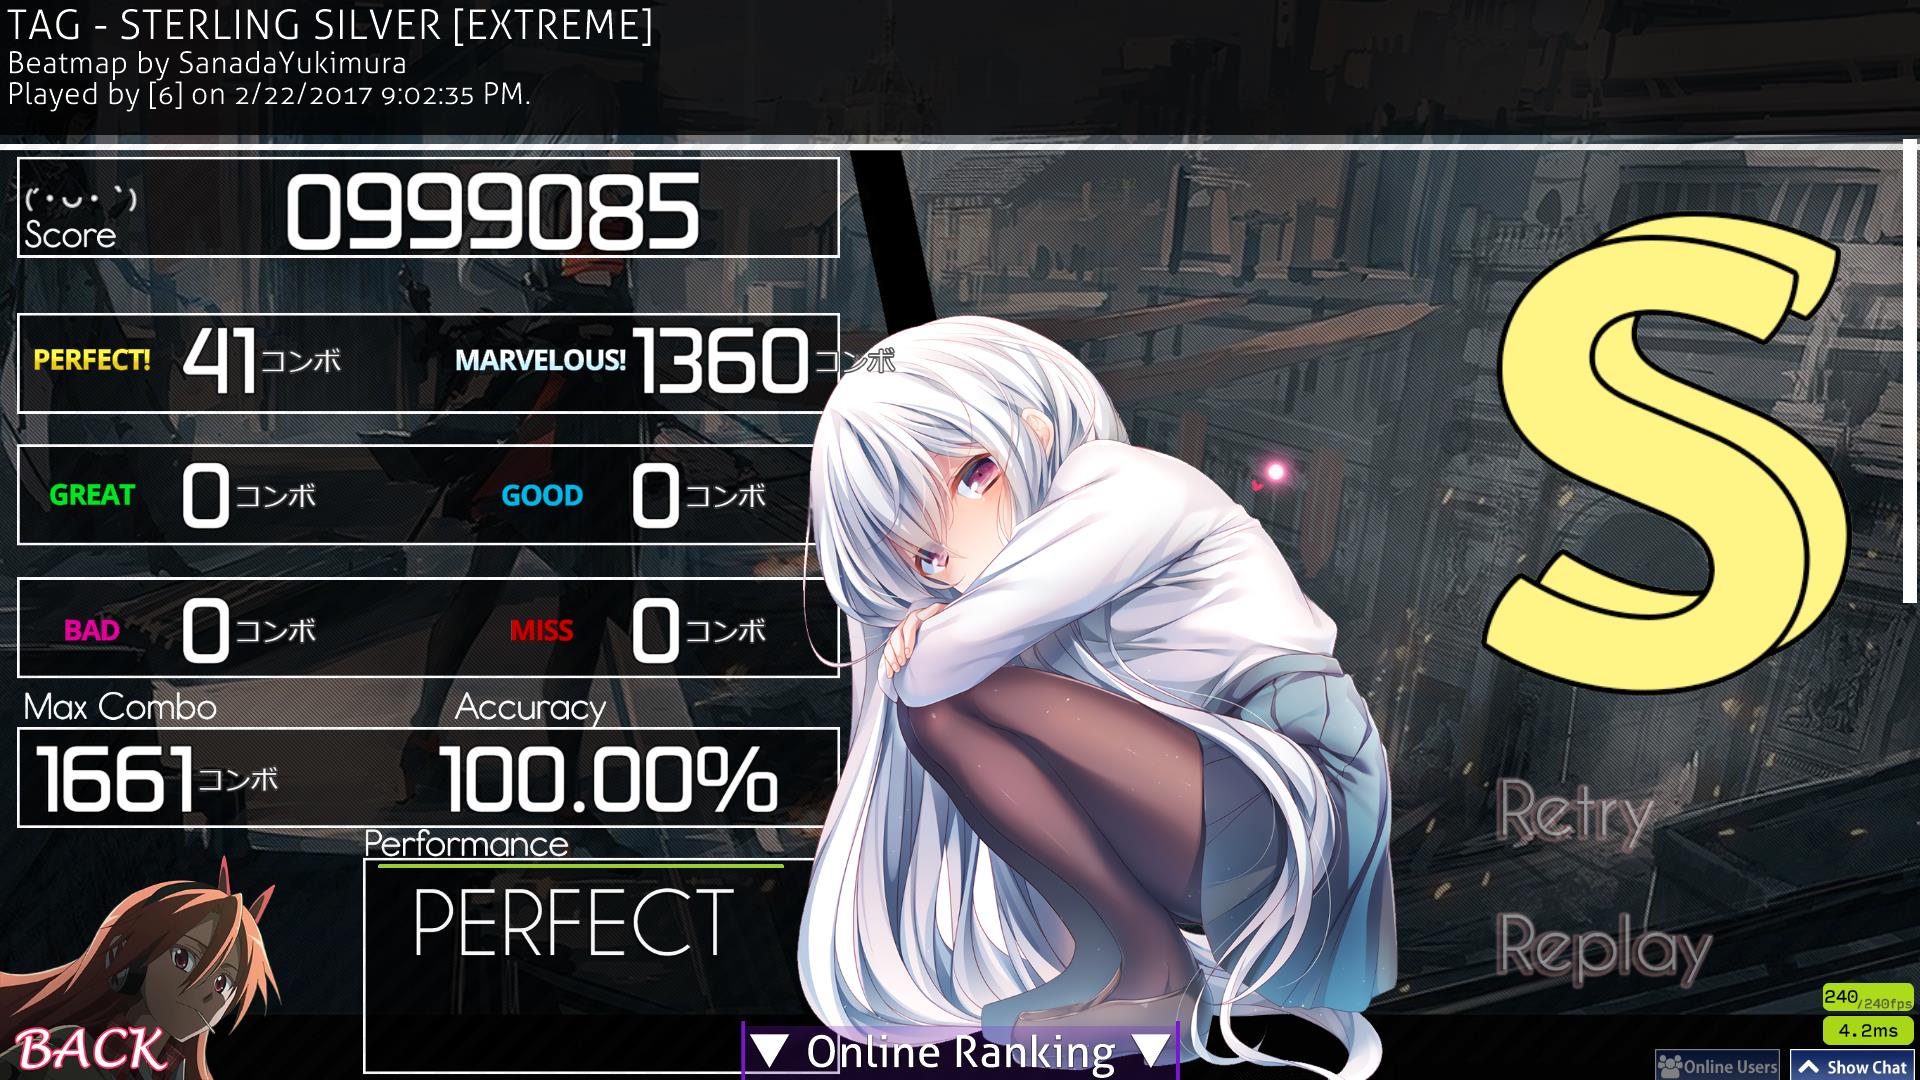 TAG - STERLING SILVER [EXTREME]
Beatmap by SanadaYukimura
Played by [6] on 2/22/2017 9:02:35 PM.
(´･ᴗ･`)
Score 0999085
PERFECT! 41コンボ MARVELOUS! 1360コンボ
GREAT 0コンボ GOOD 0コンボ
BAD 0コンボ MISS 0コンボ
Max Combo Accuracy
1661コンボ 100.00%
Performance
PERFECT
S
Retry
Replay
BACK
▼ Online Ranking ▼
240/240fps
4.2ms
Online Users
Show Chat